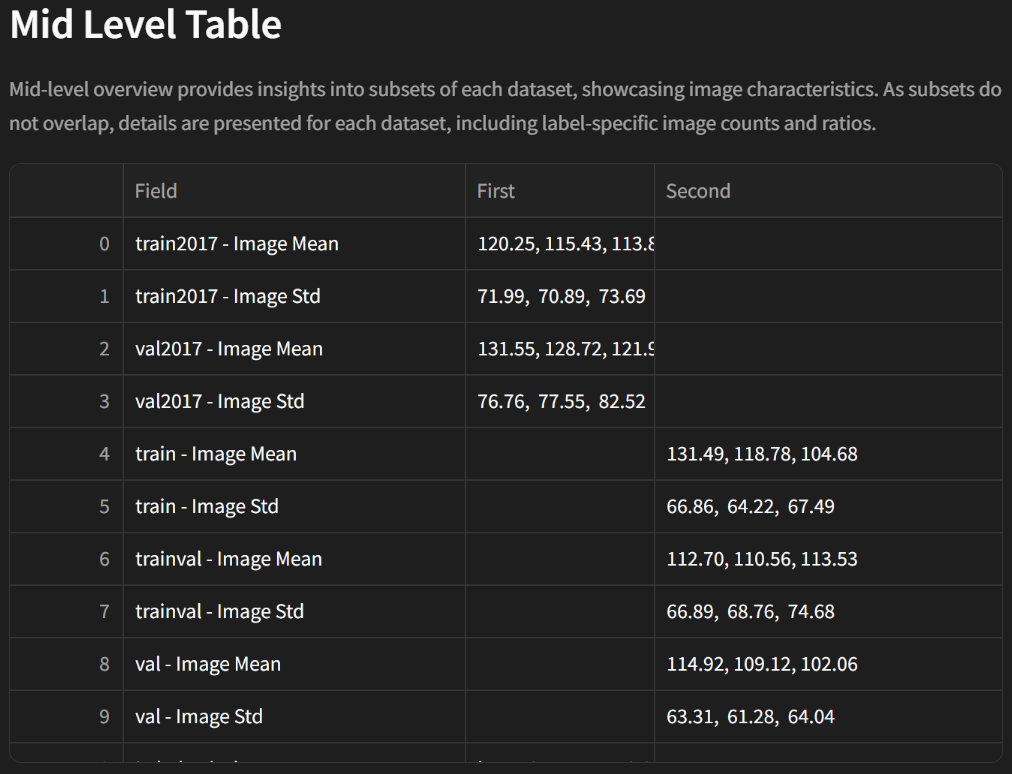 Mid Level Table
Mid-level overview provides insights into subsets of each dataset, showcasing image characteristics. As subsets do
not overlap, details are presented for each dataset, including label-specific image counts and ratios.
Field First Second
0 train2017 - Image Mean 120.25, 115.43, 113.8
1 train2017 - Image Std 71.99, 70.89, 73.69
2 val2017 - Image Mean 131.55, 128.72, 121.9
3 val2017 - Image Std 76.76, 77.55, 82.52
4 train - Image Mean 131.49, 118.78, 104.68
5 train - Image Std 66.86, 64.22, 67.49
6 trainval - Image Mean 112.70, 110.56, 113.53
7 trainval - Image Std 66.89, 68.76, 74.68
8 val - Image Mean 114.92, 109.12, 102.06
9 val - Image Std 63.31, 61.28, 64.04